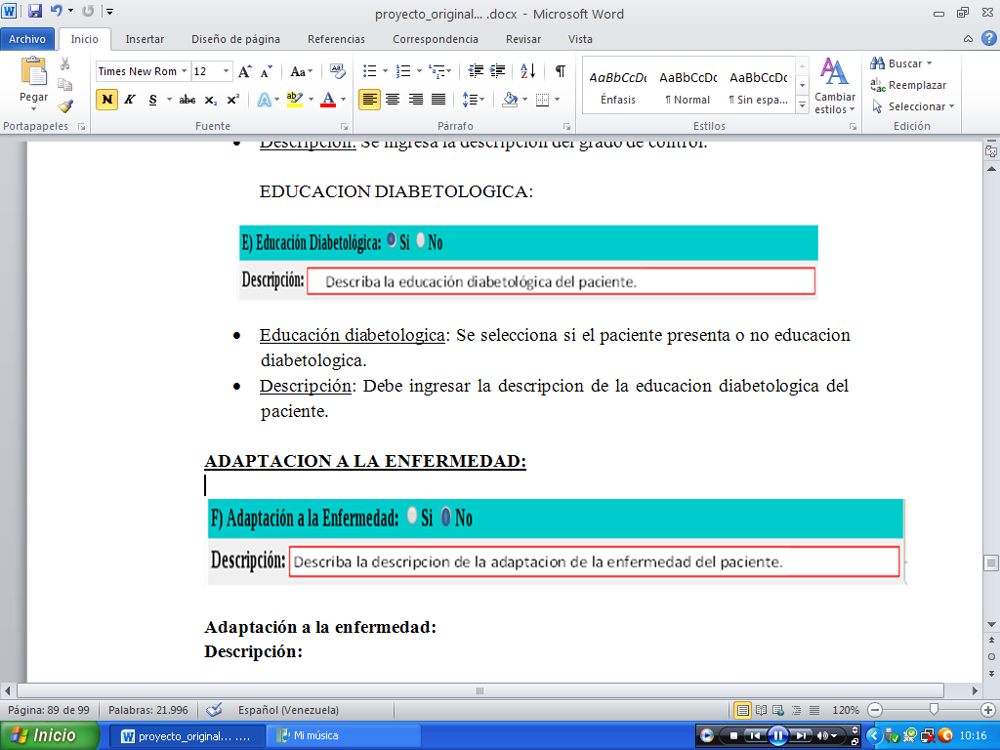 proyecto_original... .docx - Microsoft Word
Archivo Inicio Insertar Diseño de página Referencias Correspondencia Revisar Vista
Times New Rom 12 Aa
AaBbCcDc AaBbCcDc AaBbCcDc
Buscar
Reemplazar
Seleccionar
Pegar
N K S abc x₂ x²
Énfasis ¶ Normal ¶ Sin espa...
Cambiar estilos
Portapapeles Fuente Párrafo Estilos Edición
Descripción: Se ingresa la descripción del grado de control.
EDUCACION DIABETOLOGICA:
E) Educación Diabetológica: Si No
Descripción: Describa la educación diabetológica del paciente.
• Educación diabetologica: Se selecciona si el paciente presenta o no educacion
diabetologica.
• Descripción: Debe ingresar la descripcion de la educacion diabetologica del
paciente.
ADAPTACION A LA ENFERMEDAD:
F) Adaptación a la Enfermedad: Si No
Descripción: Describa la descripcion de la adaptacion de la enfermedad del paciente.
Adaptación a la enfermedad:
Descripción:
Página: 89 de 99 Palabras: 21.996 Español (Venezuela) 120%
Inicio proyecto_original... .... Mi música 10:16